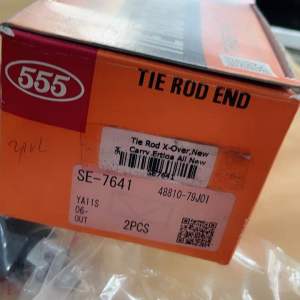 555
TIE ROD END
Tie Rod X-Over,New
Carry Ertiga All New
SE7641
SE-7641
48810-79J01
YA11S
06-
OUT
2PCS